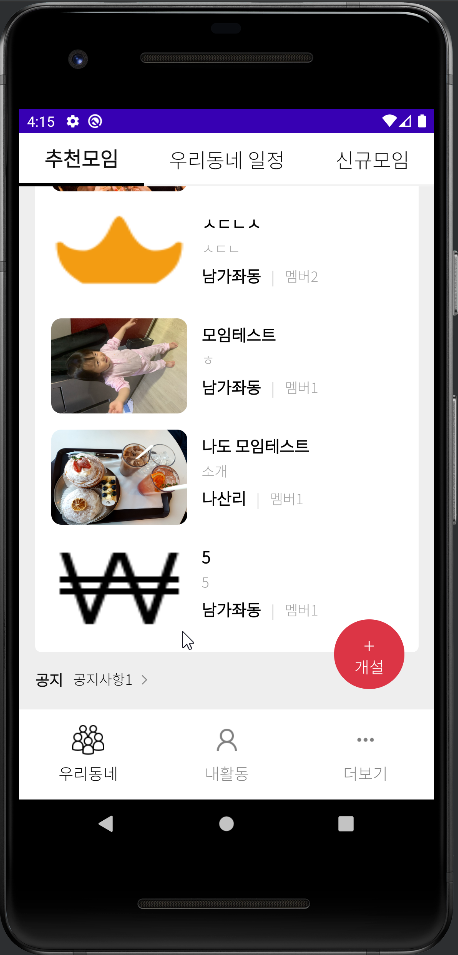 4:15
추천모임 우리동네 일정 신규모임
ㅅㄷㄴㅅ
ㅅㄷㄴ
남가좌동 | 멤버2
모임테스트
ㅎ
남가좌동 | 멤버1
나도 모임테스트
소개
나산리 | 멤버1
5
5
남가좌동 | 멤버1
+
개설
공지 공지사항1 >
우리동네 내활동 더보기